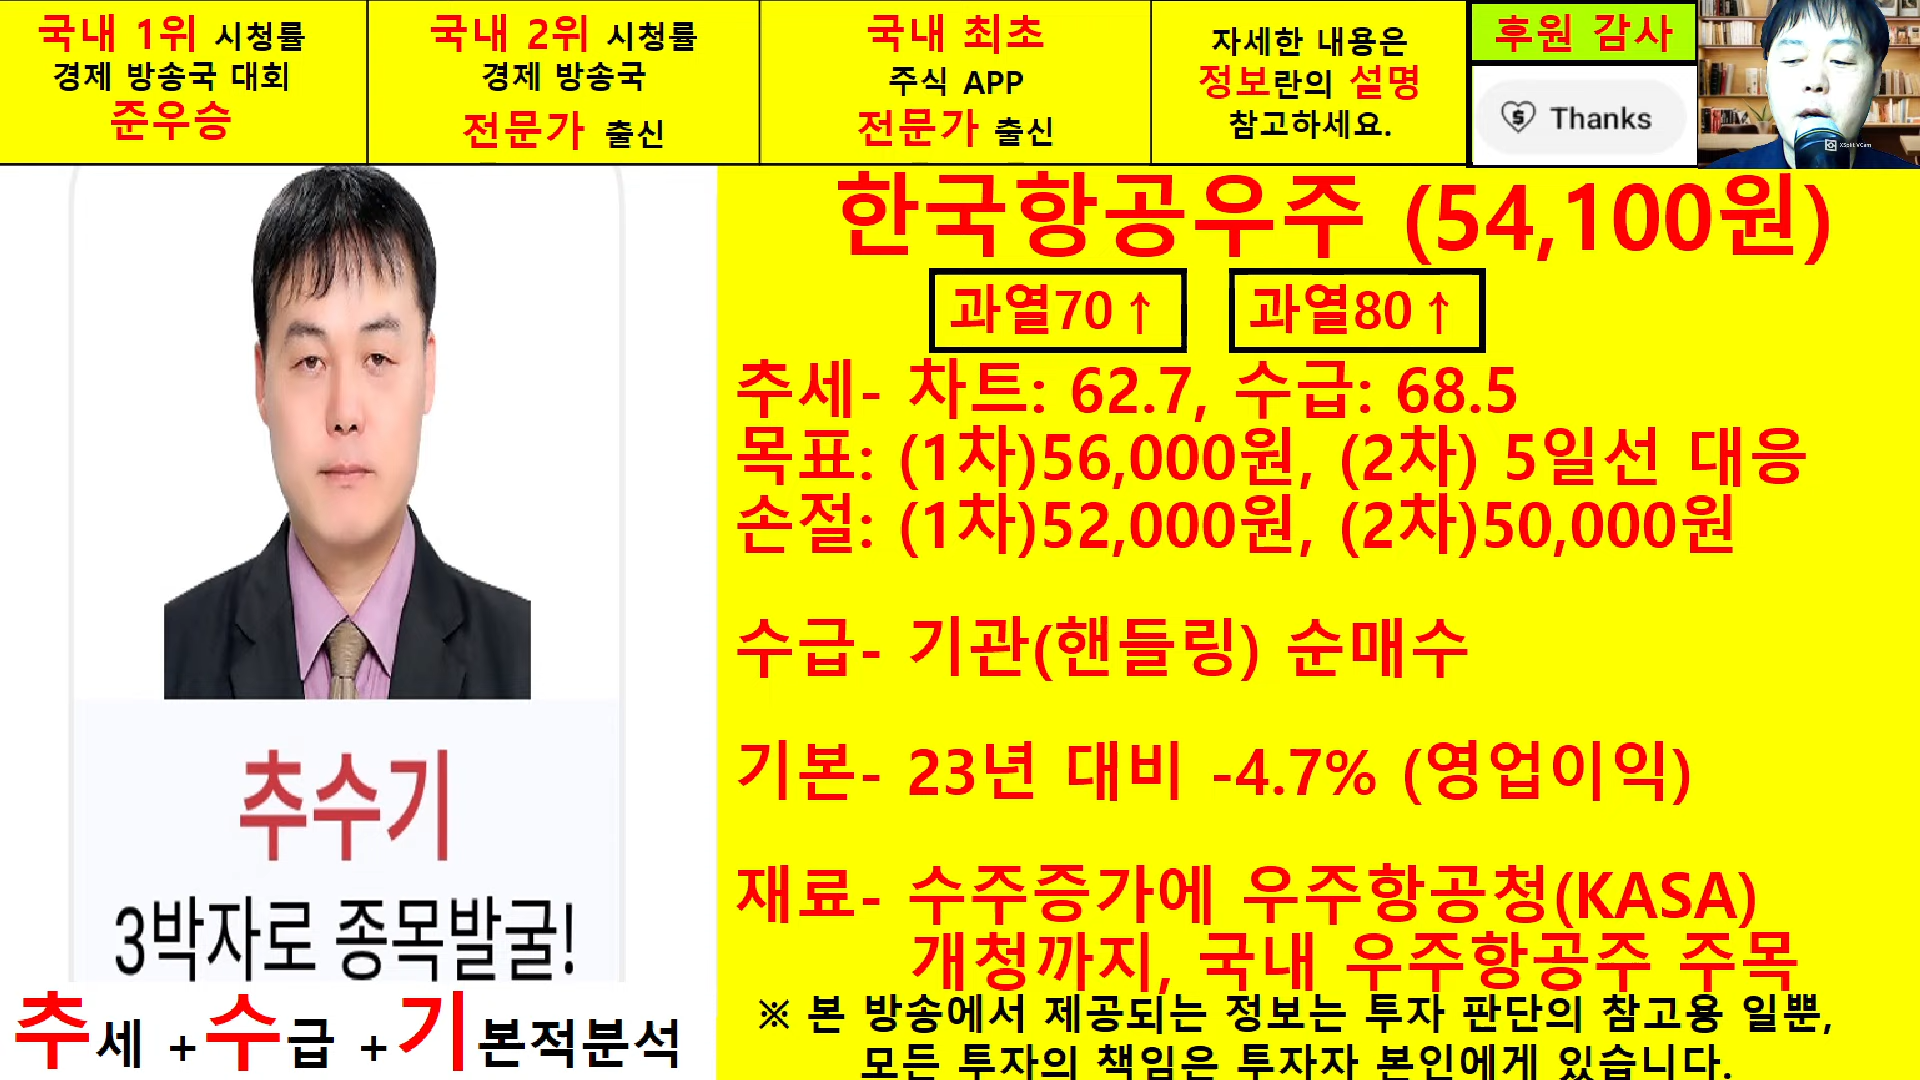 국내 1위 시청률
경제 방송국 대회
준우승
국내 2위 시청률
경제 방송국
전문가 출신
국내 최초
주식 APP
전문가 출신
자세한 내용은
정보란의 설명
참고하세요.
후원 감사
Thanks
XSplit VCam
한국항공우주 (54,100원)
과열70↑ 과열80↑
추세- 차트: 62.7, 수급: 68.5
목표: (1차)56,000원, (2차) 5일선 대응
손절: (1차)52,000원, (2차)50,000원
수급- 기관(핸들링) 순매수
기본- 23년 대비 -4.7% (영업이익)
재료- 수주증가에 우주항공청(KASA)
개청까지, 국내 우주항공주 주목
※ 본 방송에서 제공되는 정보는 투자 판단의 참고용 일뿐,
모든 투자의 책임은 투자자 본인에게 있습니다.
추수기
3박자로 종목발굴!
추세 +수급 +기본적분석